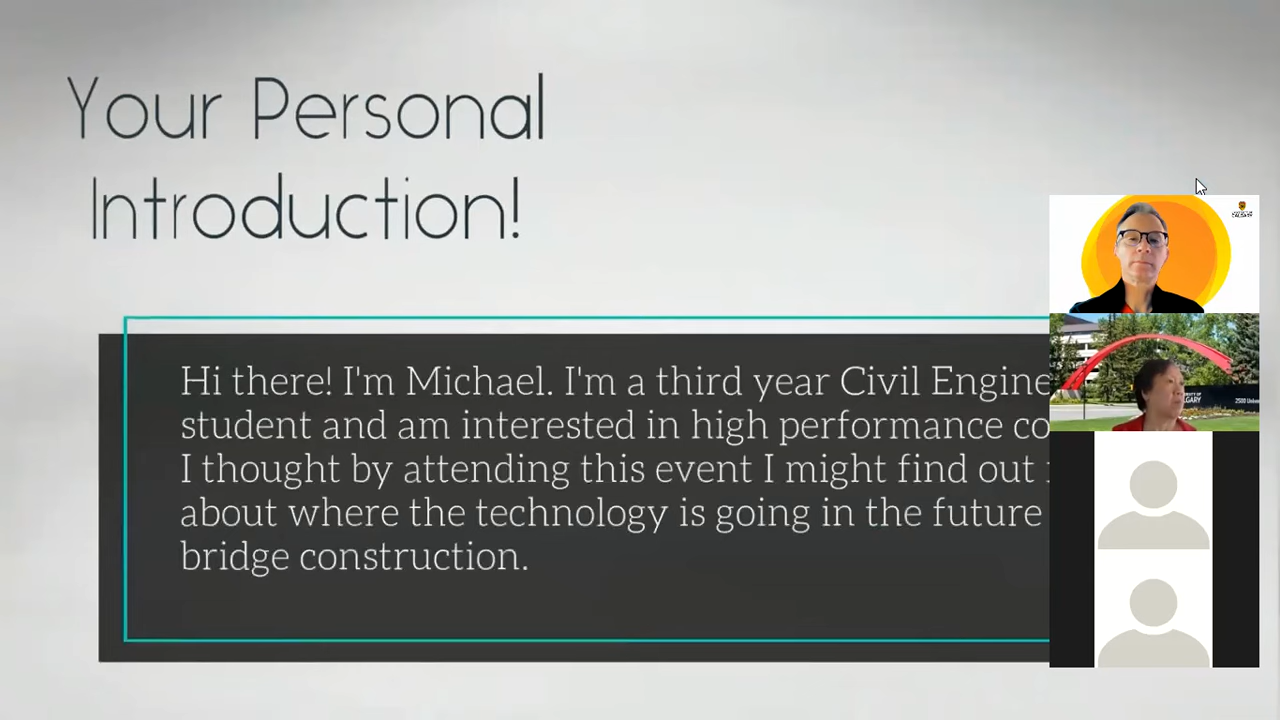 Your Personal
Introduction!
Hi there! I'm Michael. I'm a third year Civil Engine
student and am interested in high performance co
I thought by attending this event I might find out
about where the technology is going in the future
bridge construction.
CALGARY